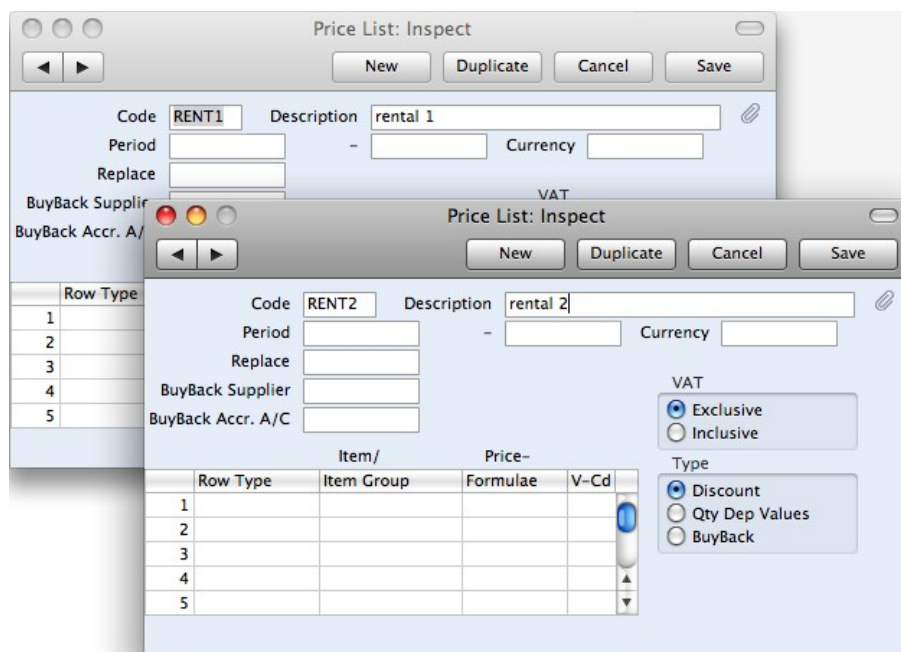 Price List: Inspect
New Duplicate Cancel Save
Code RENT1 Description rental 1
Period - Currency
Replace
VAT
BuyBack
BuyBack Accr.
Row Type
1
2
3
4
5
Price List: Inspect
New Duplicate Cancel Save
Code RENT2 Description rental 2
Period - Currency
Replace
BuyBack Supplier
BuyBack Accr. A/C
VAT
Exclusive
Inclusive
Type
Discount
Qty Dep Values
BuyBack
Item/ Price-
Row Type Item Group Formulae V-Cd
1
2
3
4
5